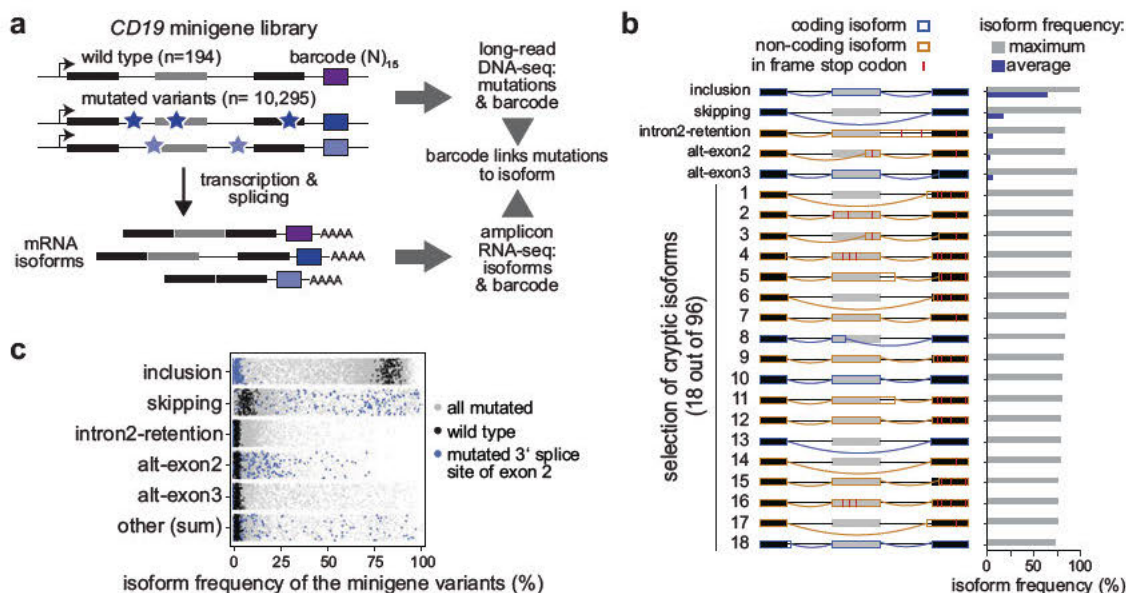 a
CD19 minigene library
wild type (n=194)
barcode (N)15
mutated variants (n= 10,295)
transcription &
splicing
mRNA
isoforms
AAAA
AAAA
AAAA
long-read
DNA-seq:
mutations
& barcode
barcode links mutations
to isoform
amplicon
RNA-seq:
isoforms
& barcode
b
coding isoform
non-coding isoform
in frame stop codon
isoform frequency:
maximum
average
inclusion
skipping
intron2-retention
alt-exon2
alt-exon3
selection of cryptic isoforms
(18 out of 96)
1
2
3
4
5
6
7
8
9
10
11
12
13
14
15
16
17
18
0
50
100
isoform frequency (%)
c
inclusion
skipping
intron2-retention
alt-exon2
alt-exon3
other (sum)
all mutated
wild type
mutated 3' splice
site of exon 2
0
25
50
75
100
isoform frequency of the minigene variants (%)